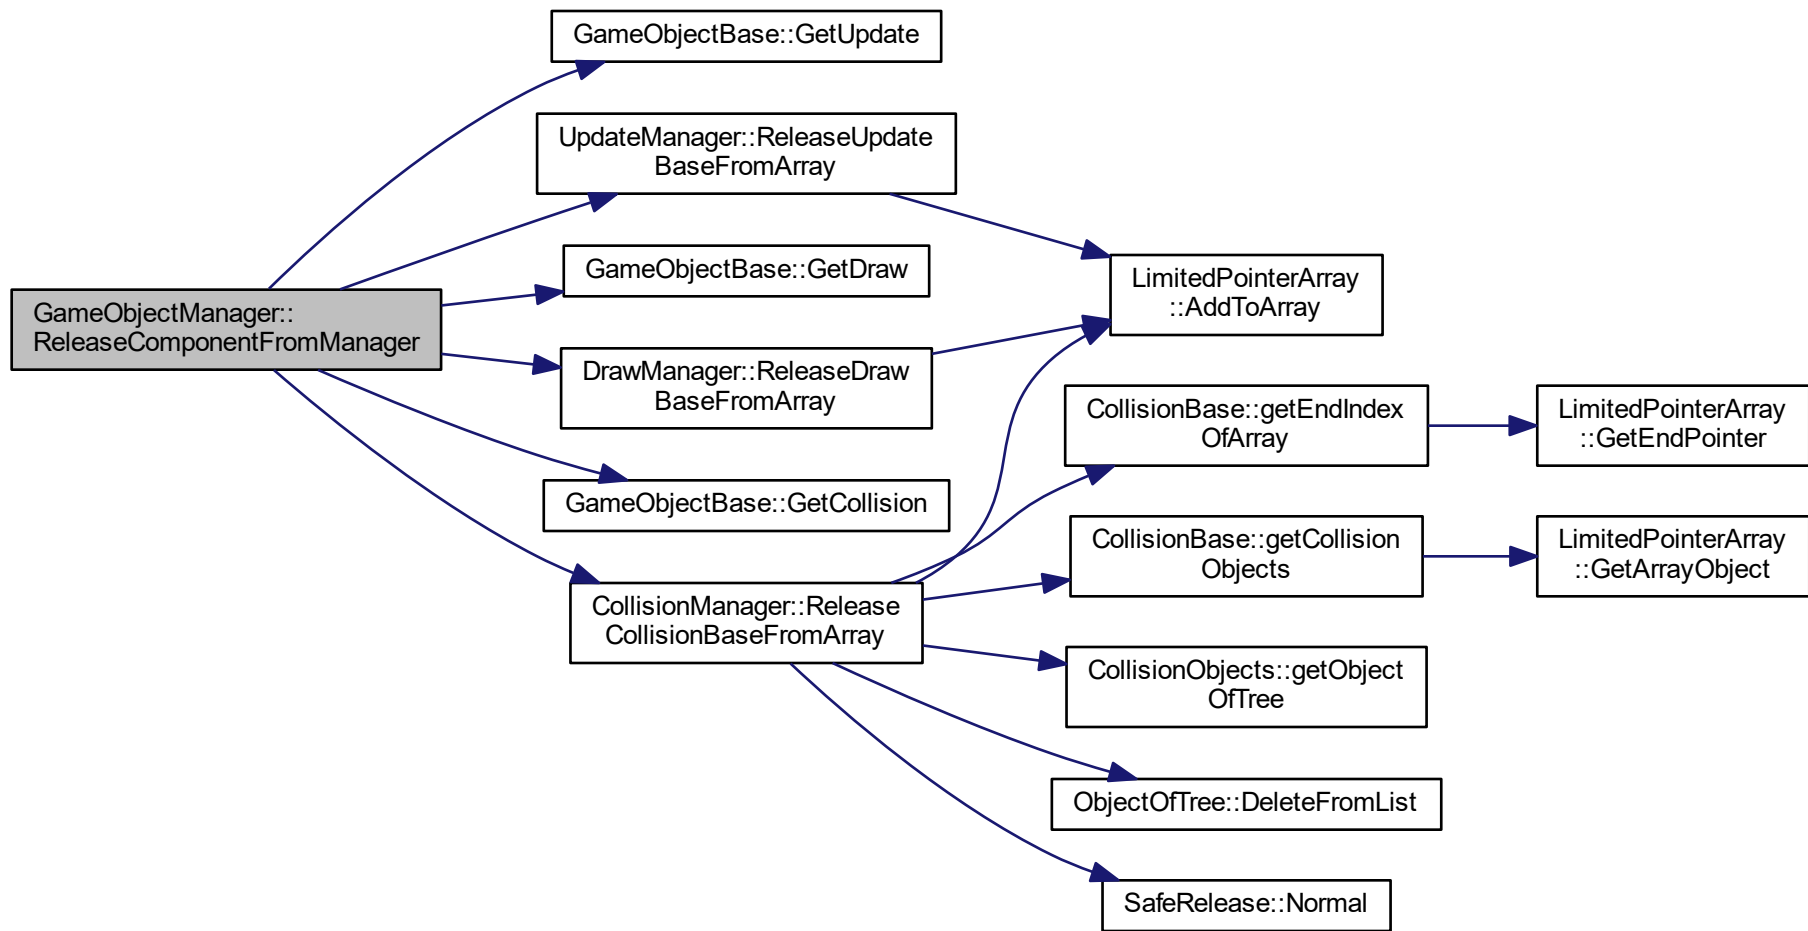 GameObjectBase::GetUpdate
UpdateManager::ReleaseUpdate
BaseFromArray
GameObjectBase::GetDraw
LimitedPointerArray
::AddToArray
GameObjectManager::
ReleaseComponentFromManager
DrawManager::ReleaseDraw
BaseFromArray
CollisionBase::getEndIndex
OfArray
LimitedPointerArray
::GetEndPointer
GameObjectBase::GetCollision
CollisionBase::getCollision
Objects
LimitedPointerArray
::GetArrayObject
CollisionManager::Release
CollisionBaseFromArray
CollisionObjects::getObject
OfTree
ObjectOfTree::DeleteFromList
SafeRelease::Normal